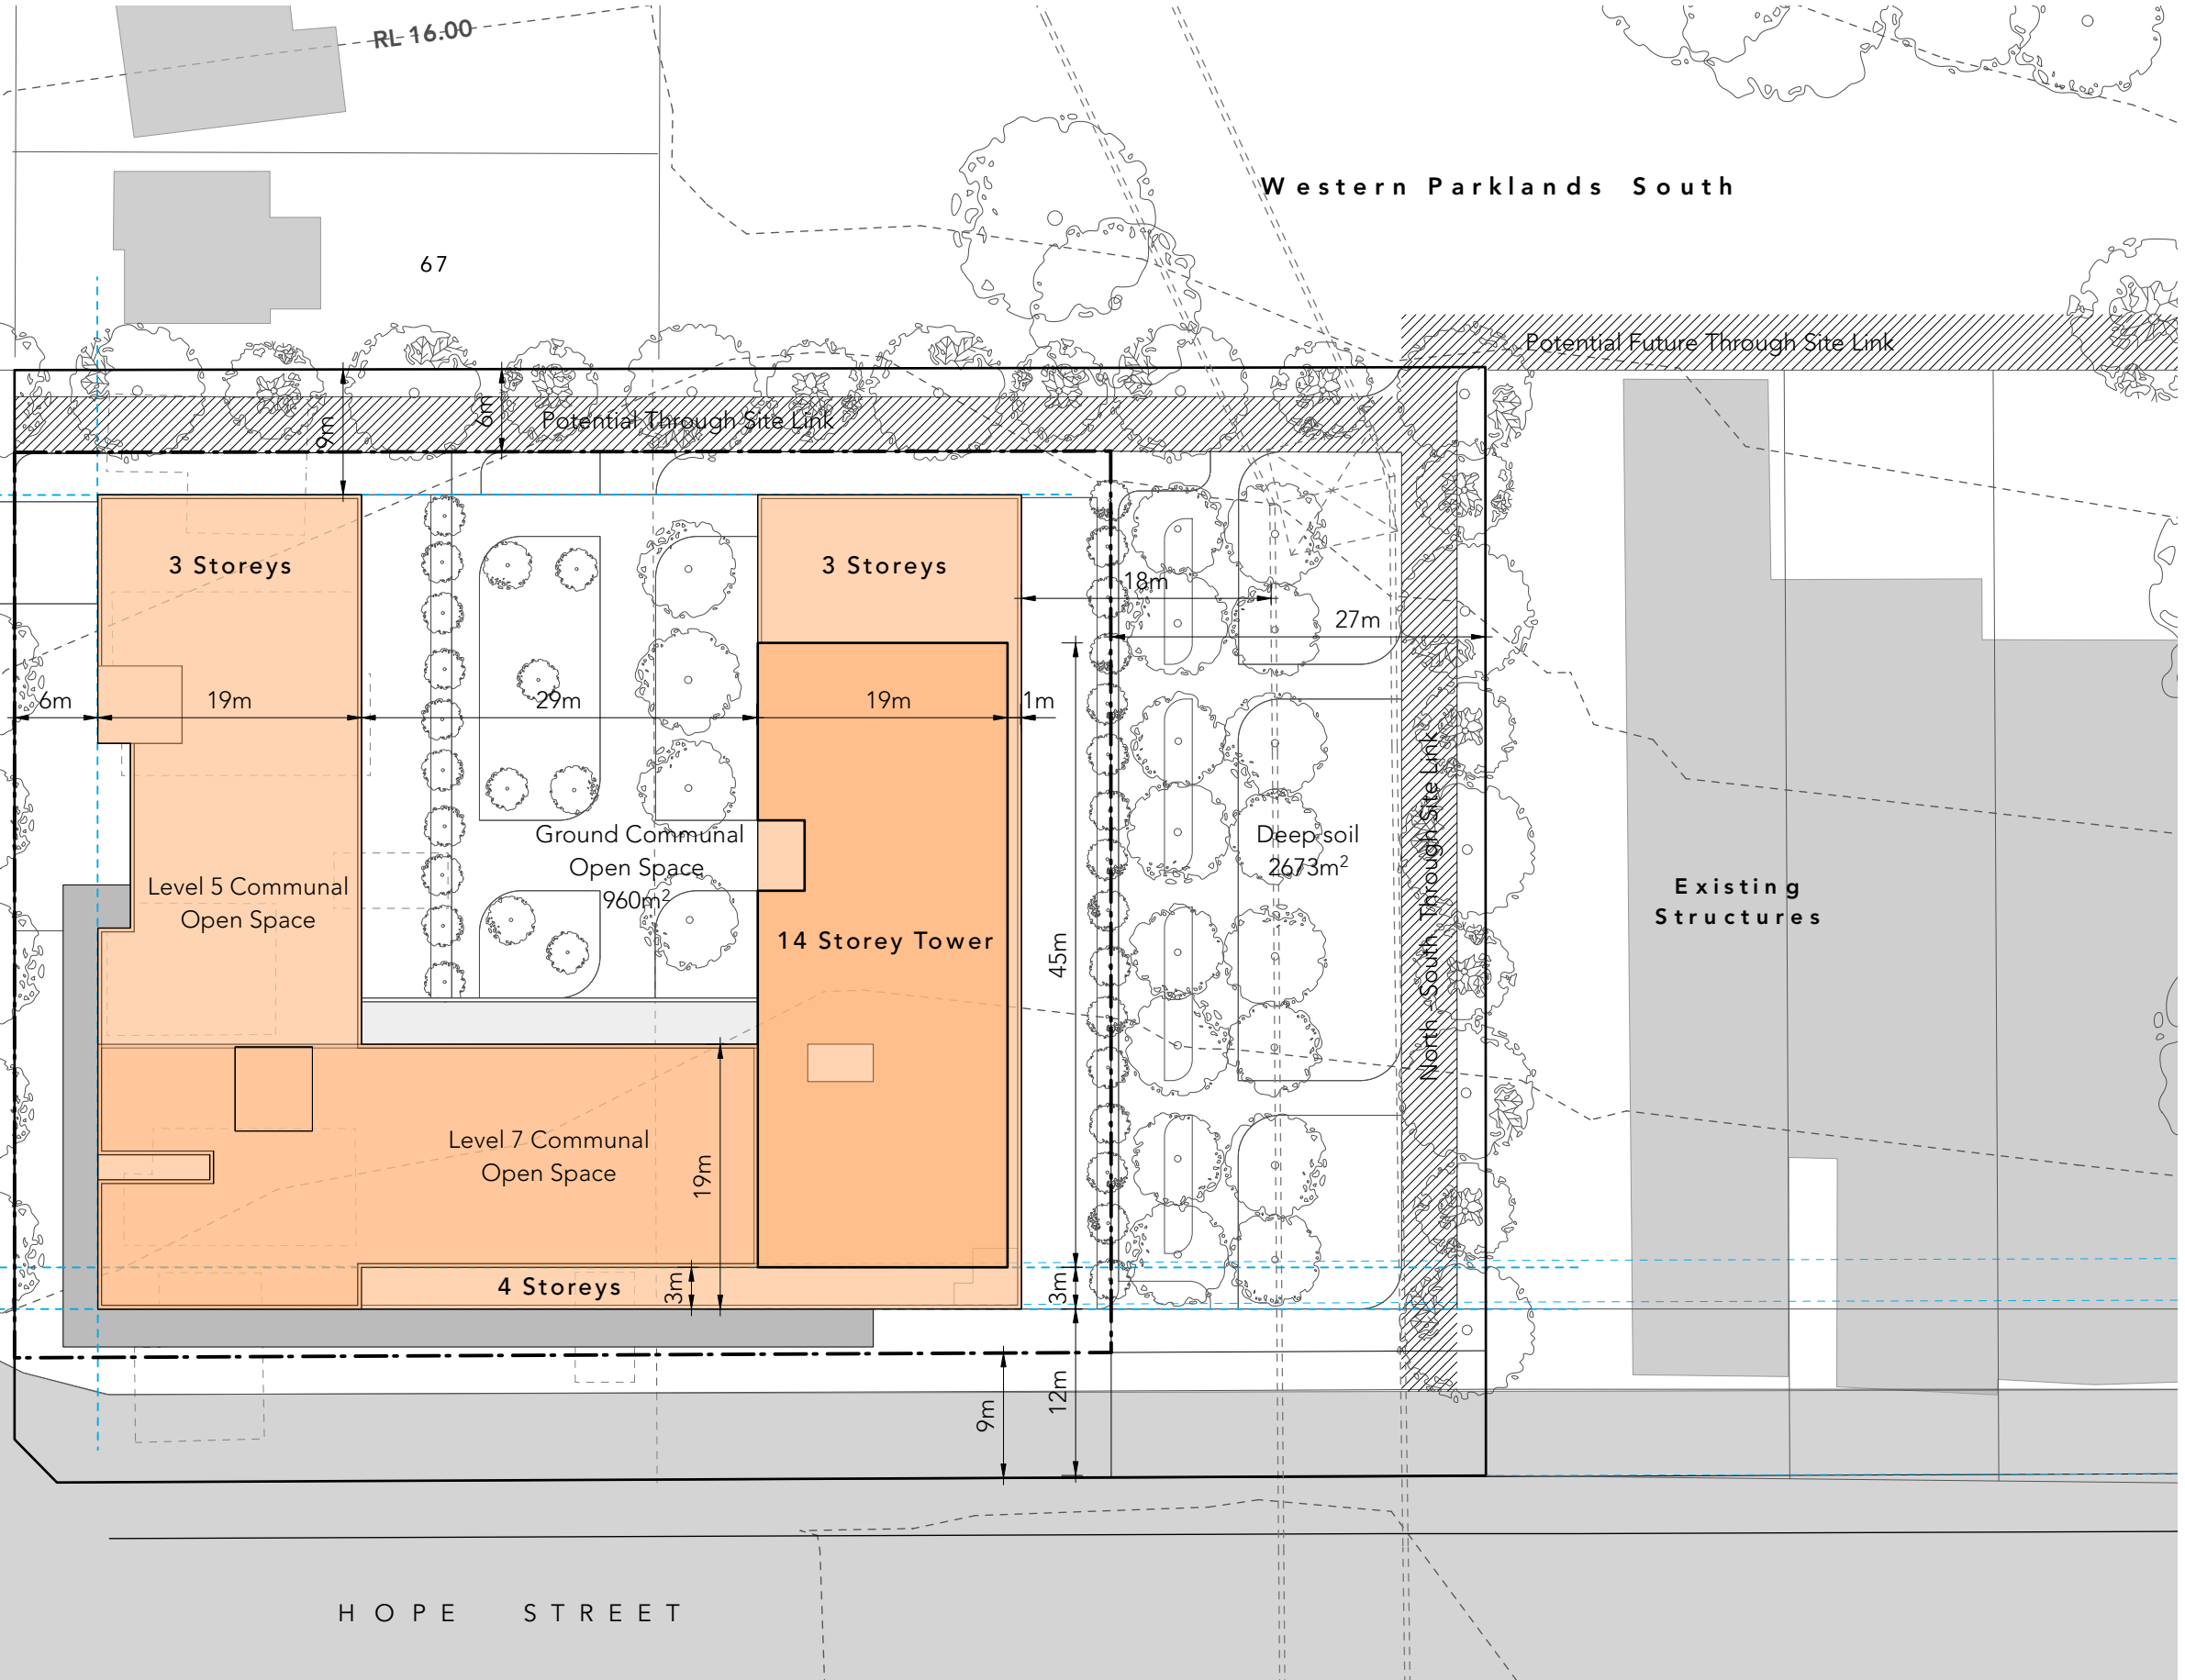 RL 16.00
Western Parklands South
67
Potential Future Through Site Link
9m
6m
Potential Through Site Link
3 Storeys
3 Storeys
18m
27m
6m
19m
29m
19m
1m
Ground Communal
Open Space
960m²
Deep soil
2673m²
North - South Through Site Link
Level 5 Communal
Open Space
Existing
Structures
14 Storey Tower
45m
Level 7 Communal
Open Space
19m
4 Storeys
3m
3m
9m
12m
HOPE STREET